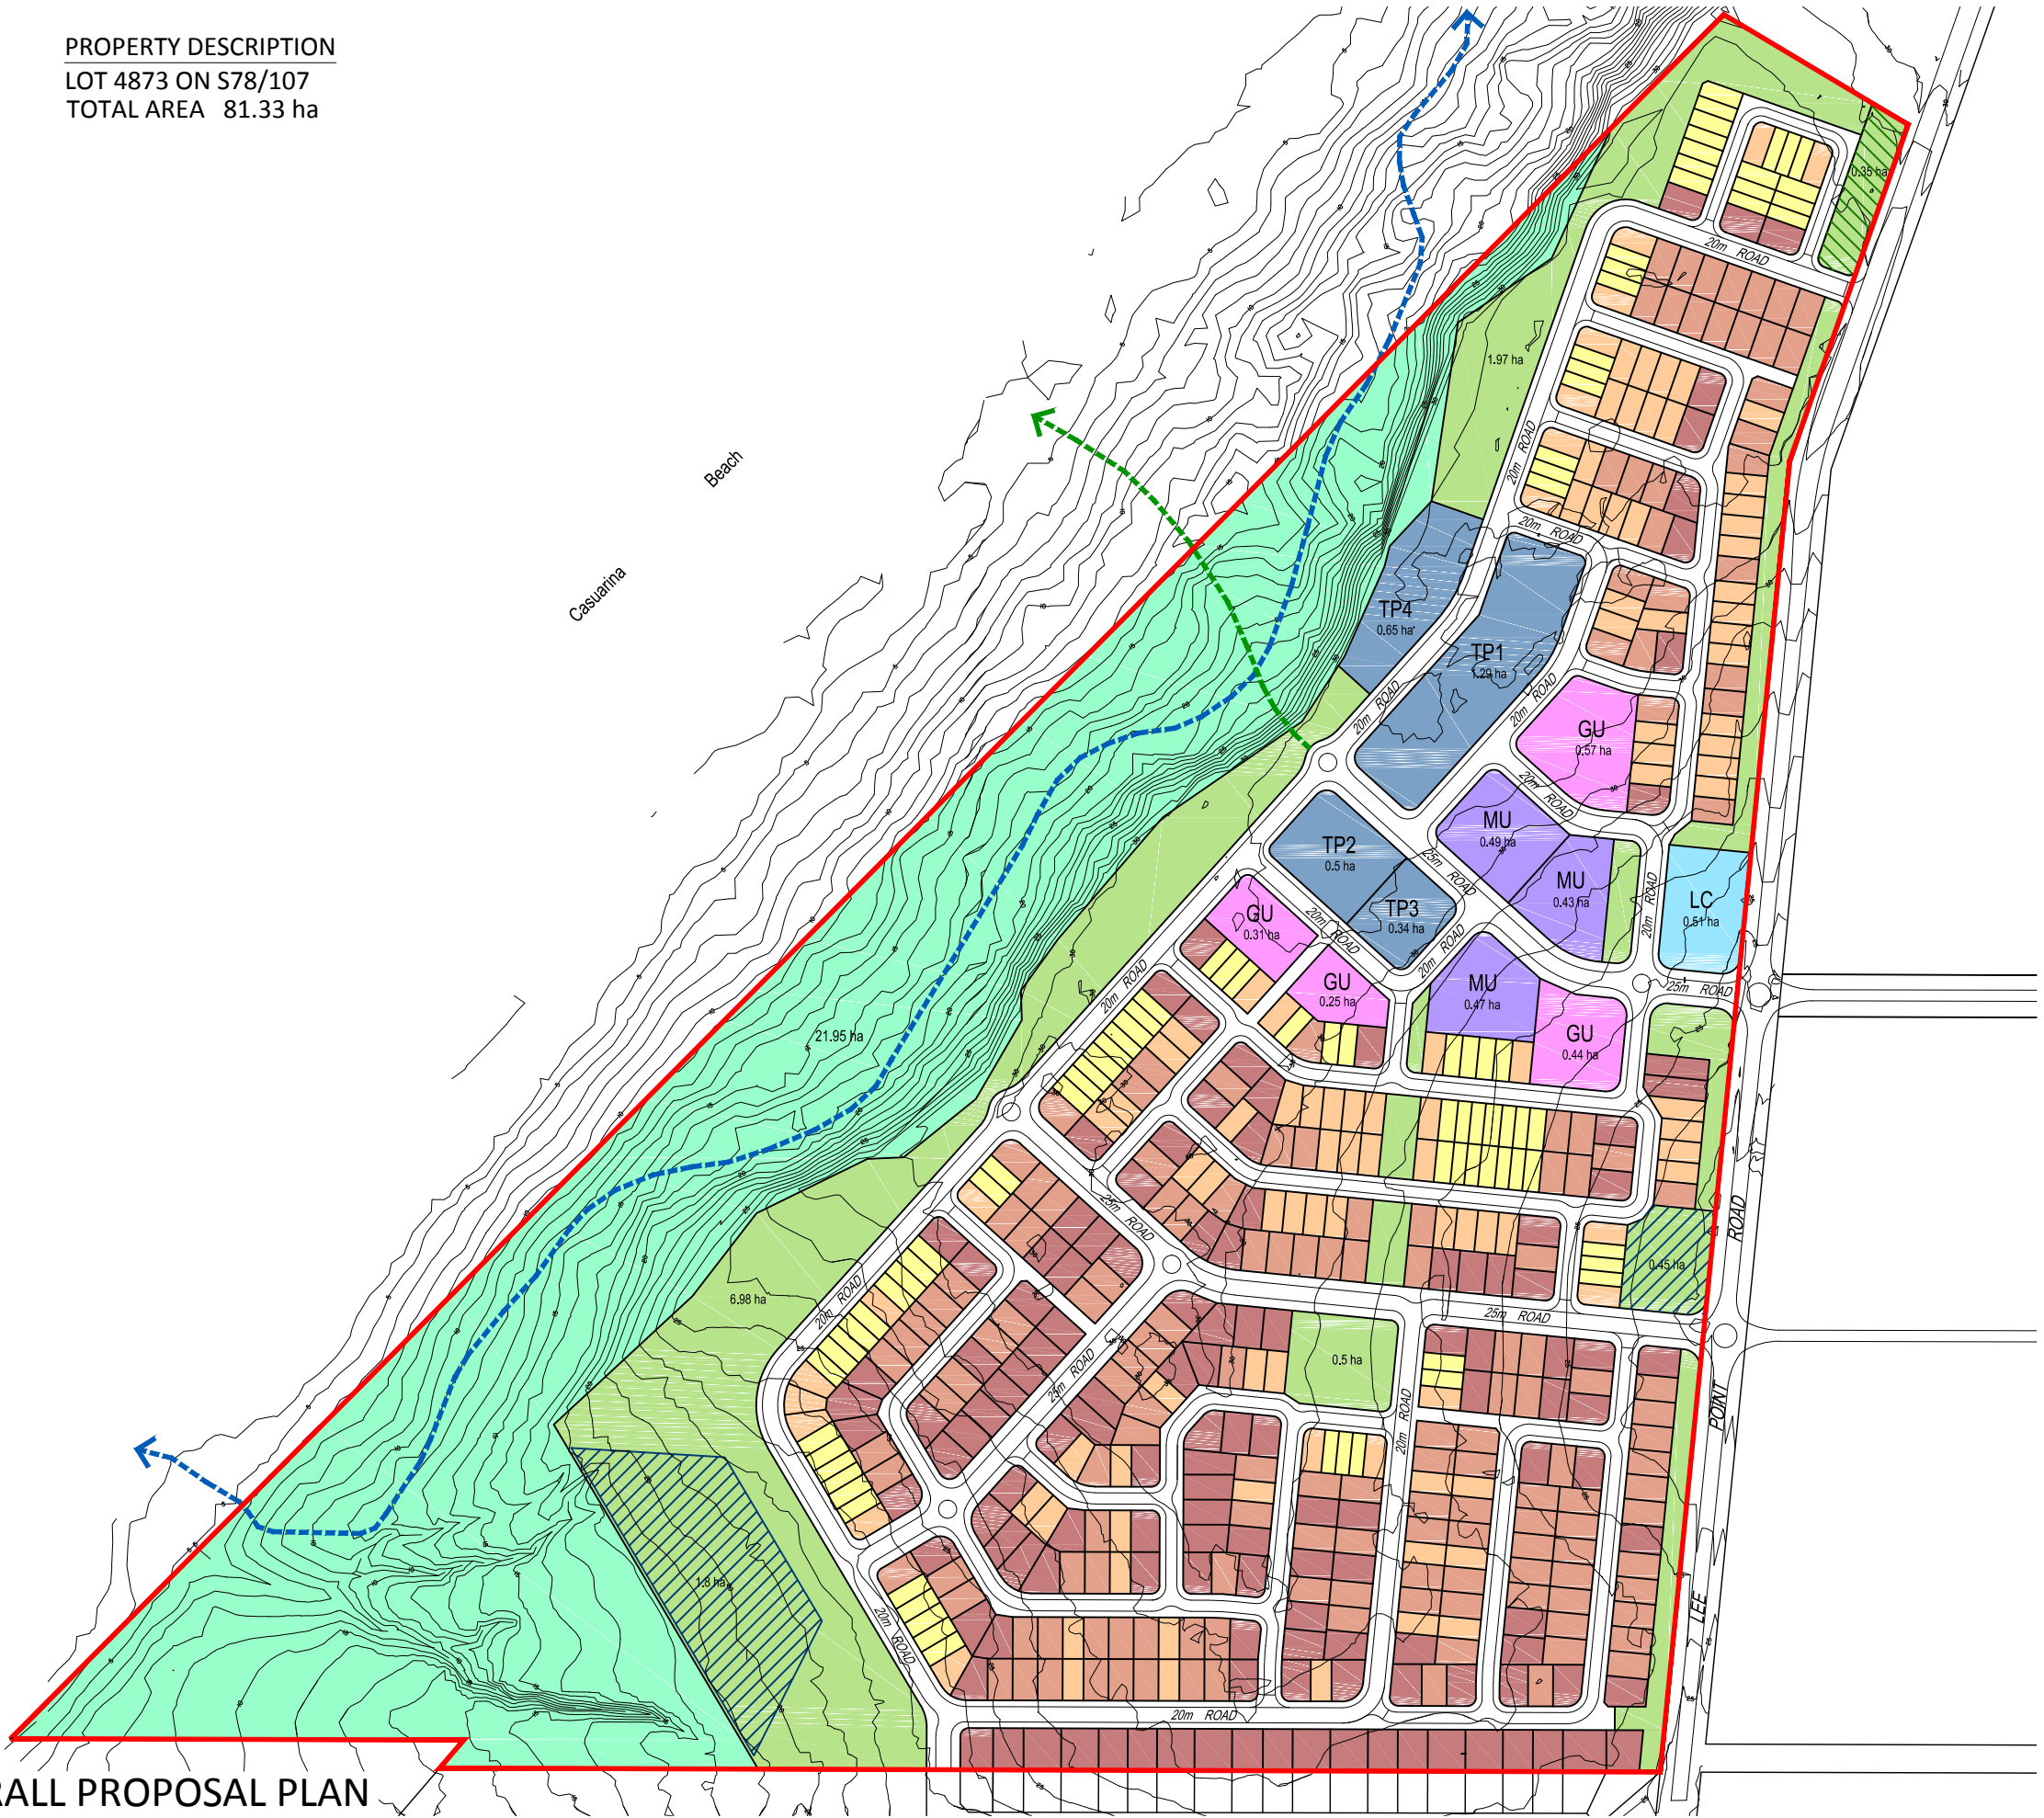 PROPERTY DESCRIPTION
LOT 4873 ON S78/107
TOTAL AREA 81.33 ha
0.35 ha
20m ROAD
1.97 ha
20m ROAD
Beach
20m ROAD
Casuarina
TP4
0.65 ha
TP1
1.29 ha
20m ROAD
20m ROAD
GU
0.57 ha
20m ROAD
MU
0.49 ha
TP2
0.5 ha
25m ROAD
MU
0.43 ha
LC
0.51 ha
20m ROAD
GU
0.31 ha
20m ROAD
TP3
0.34 ha
20m ROAD
20m ROAD
GU
0.25 ha
MU
0.47 ha
25m ROAD
GU
0.44 ha
21.95 ha
25m ROAD
ROAD
0.45 ha
6.98 ha
20m ROAD
25m ROAD
0.5 ha
25m ROAD
20m ROAD
POINT
1.8 ha
20m ROAD
LEE
20m ROAD
RALL PROPOSAL PLAN